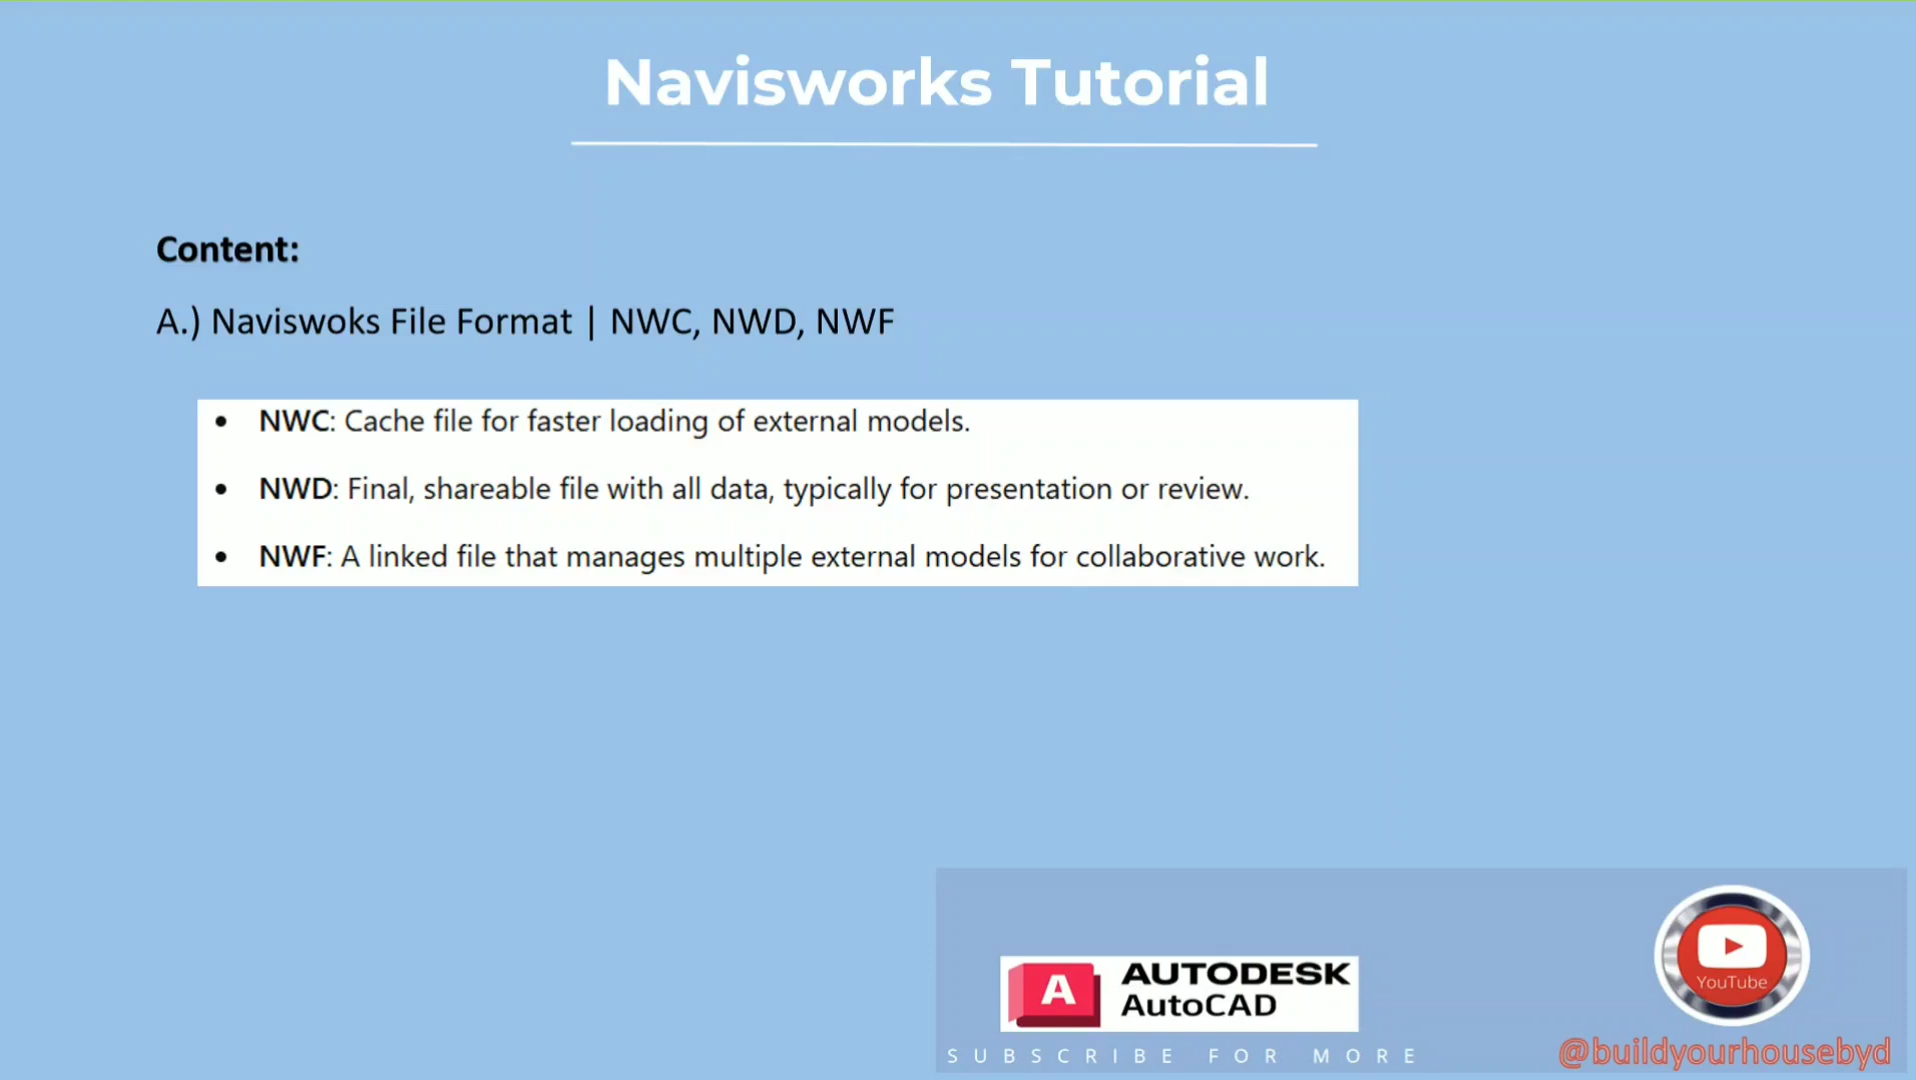 Navisworks Tutorial
Content:
A.) Naviswoks File Format | NWC, NWD, NWF
• NWC: Cache file for faster loading of external models.
• NWD: Final, shareable file with all data, typically for presentation or review.
• NWF: A linked file that manages multiple external models for collaborative work.
A
AUTODESK
AutoCAD
SUBSCRIBE FOR MORE
YouTube
@buildyourhousebyd